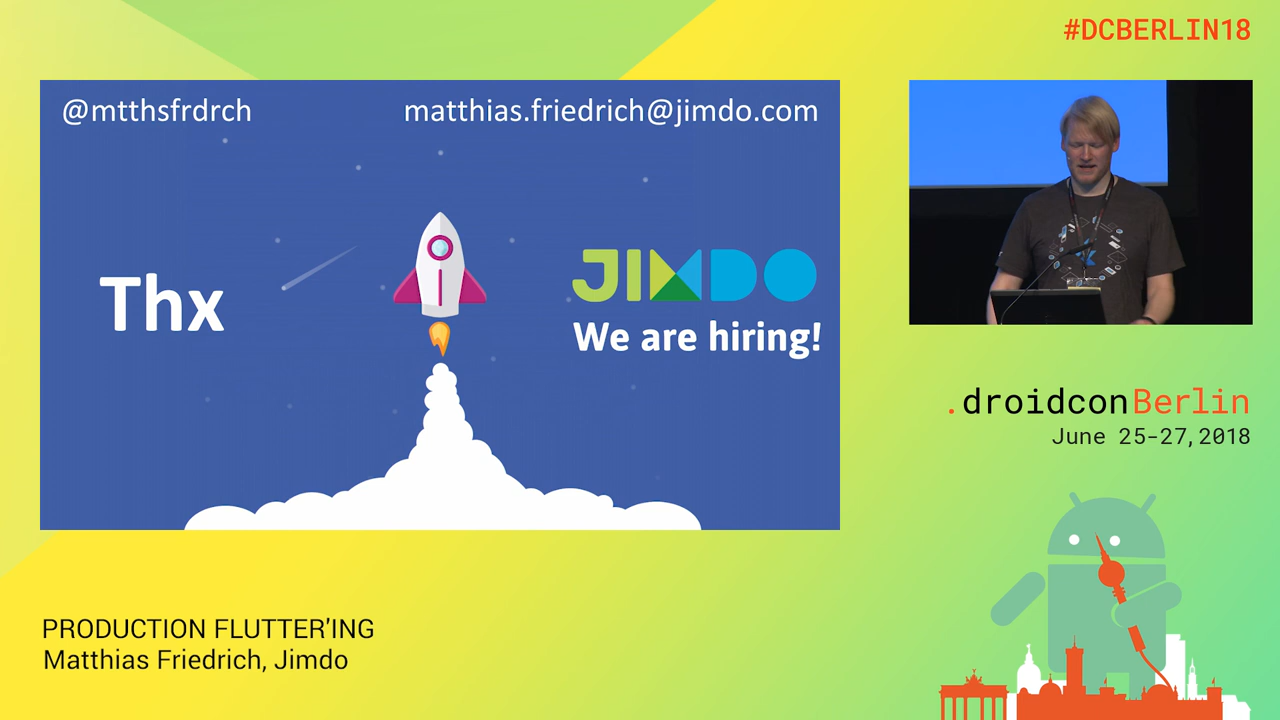 #DCBERLIN18
@mtthsfrdrch
matthias.friedrich@jimdo.com
Thx
JIMDO
We are hiring!
.droidconBerlin
June 25-27, 2018
PRODUCTION FLUTTER'ING
Matthias Friedrich, Jimdo